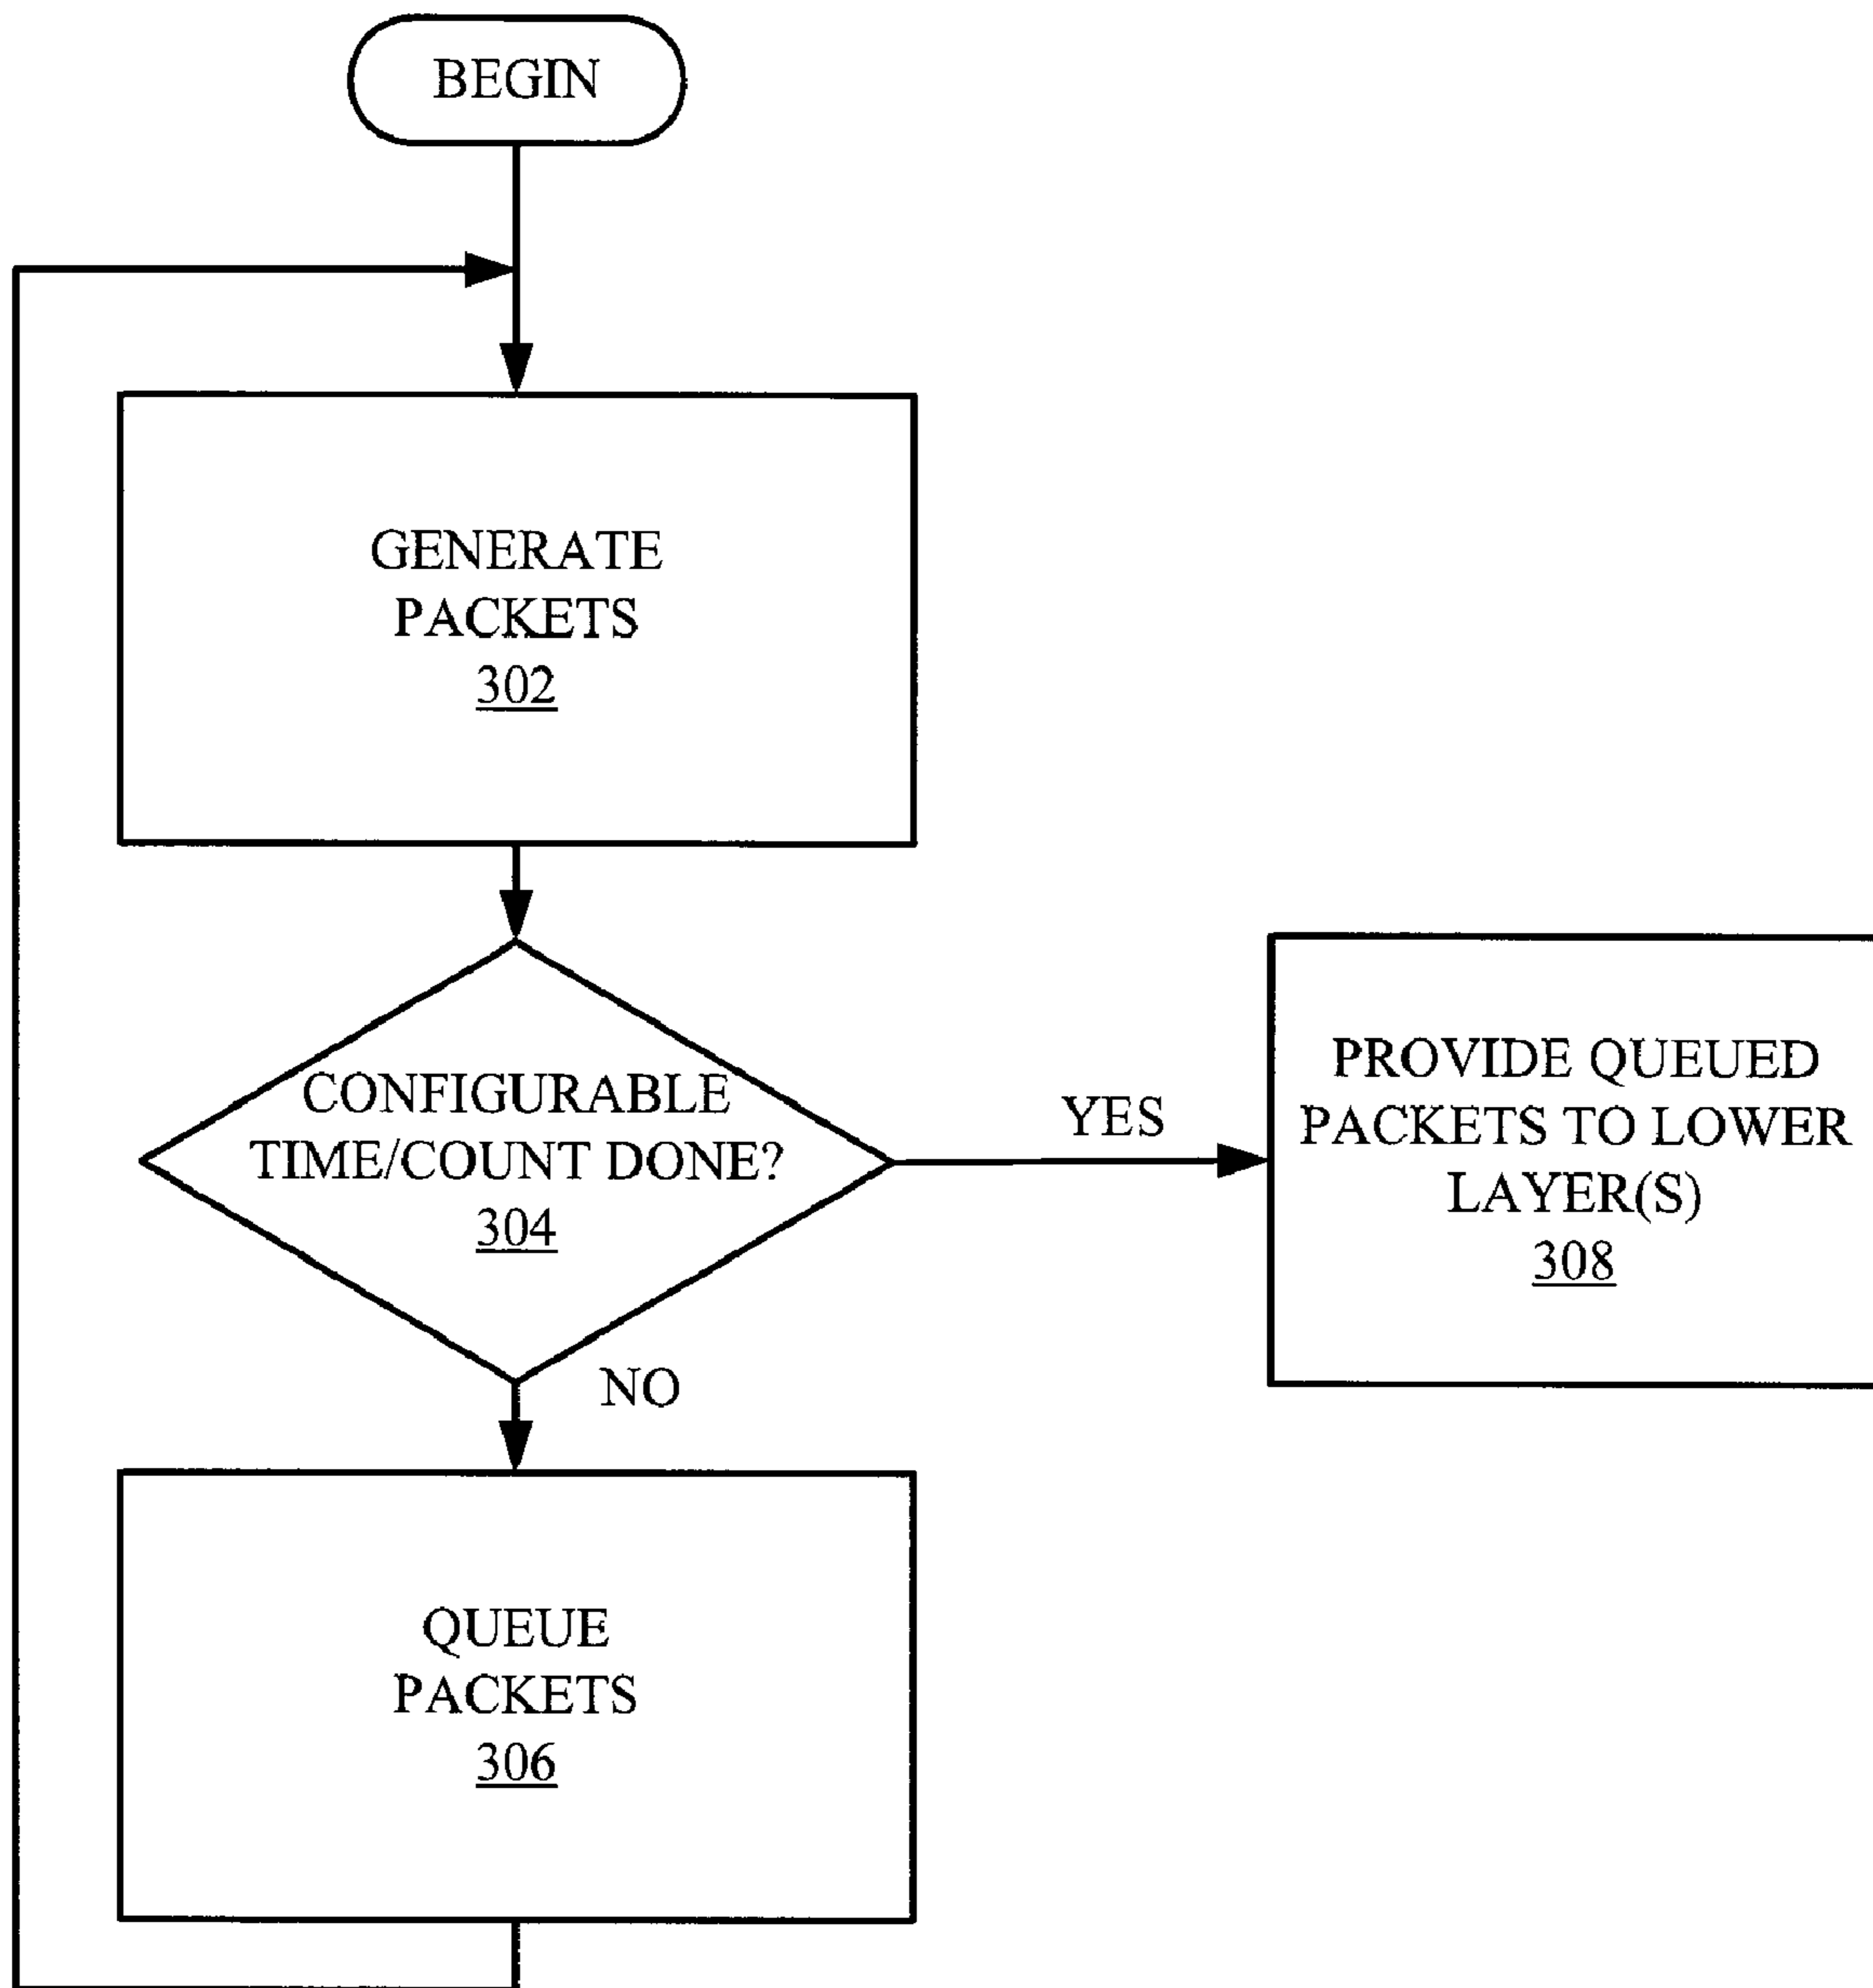 BEGIN
GENERATE
PACKETS
302
CONFIGURABLE
TIME/COUNT DONE?
304
YES
PROVIDE QUEUED
PACKETS TO LOWER
LAYER(S)
308
NO
QUEUE
PACKETS
306